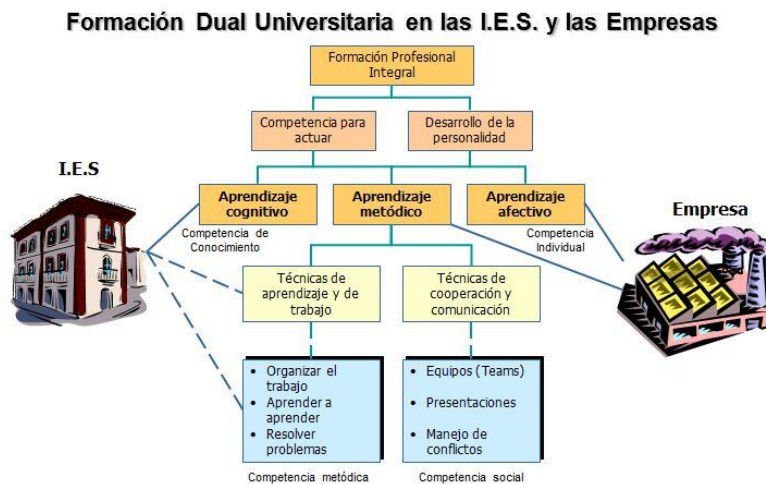 Formación Dual Universitaria en las I.E.S. y las Empresas
Formación Profesional
Integral
Competencia para
actuar
Desarrollo de la
personalidad
I.E.S
Aprendizaje
cognitivo
Aprendizaje
metódico
Aprendizaje
afectivo
Empresa
Competencia de
Conocimiento
Competencia
Individual
Técnicas de
aprendizaje y de
trabajo
Técnicas de
cooperación y
comunicación
• Organizar el
trabajo
• Aprender a
aprender
• Resolver
problemas
• Equipos (Teams)
• Presentaciones
• Manejo de
conflictos
Competencia metódica
Competencia social